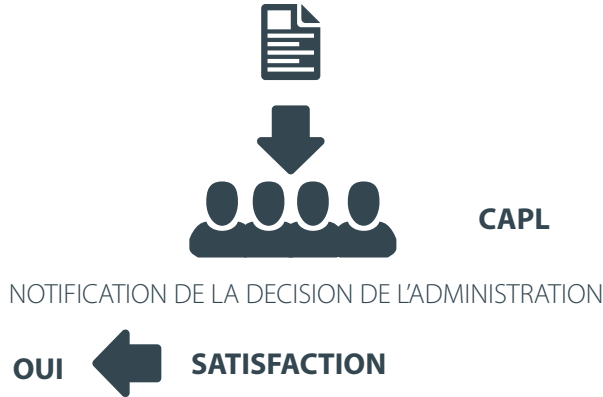 CAPL
NOTIFICATION DE LA DECISION DE L'ADMINISTRATION
OUI SATISFACTION